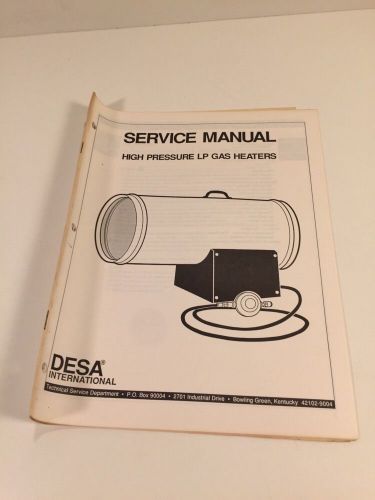 SERVICE MANUAL
HIGH PRESSURE LP GAS HEATERS
DESA®
INTERNATIONAL
Technical Service Department • P.O. Box 90004 • 2701 Industrial Drive • Bowling Green, Kentucky 42102-9004